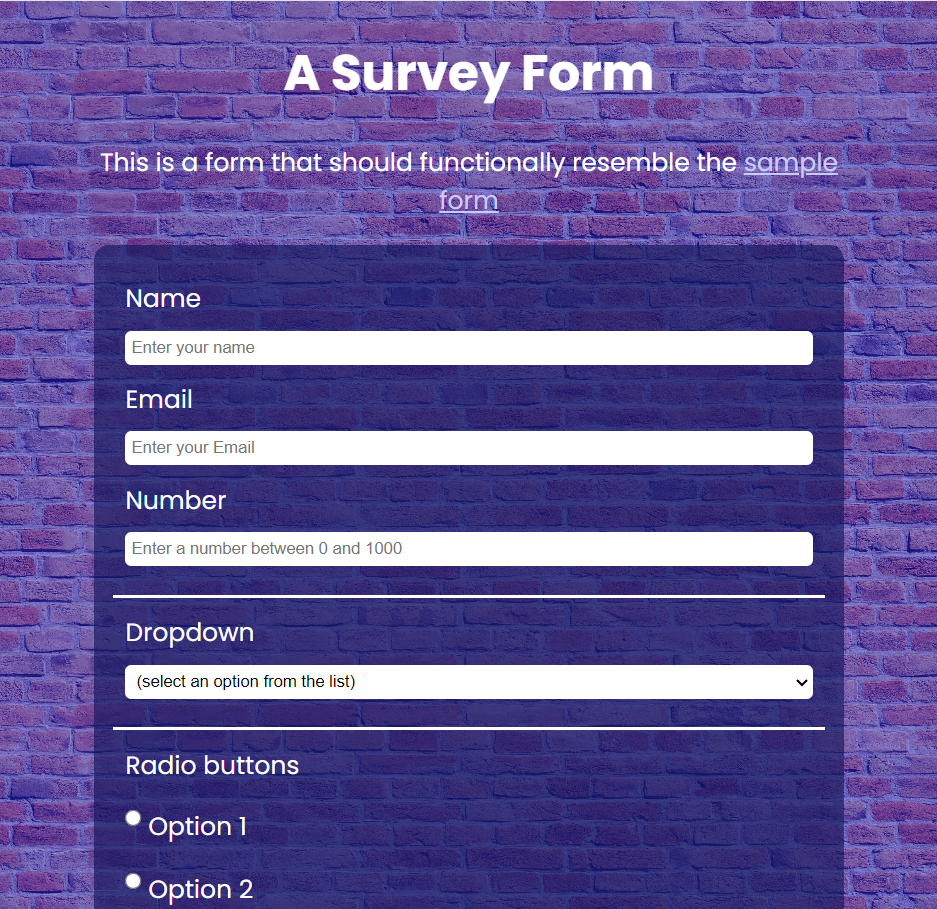 A Survey Form
This is a form that should functionally resemble the sample
form
Name
Enter your name
Email
Enter your Email
Number
Enter a number between 0 and 1000
Dropdown
(select an option from the list)
Radio buttons
Option 1
Option 2